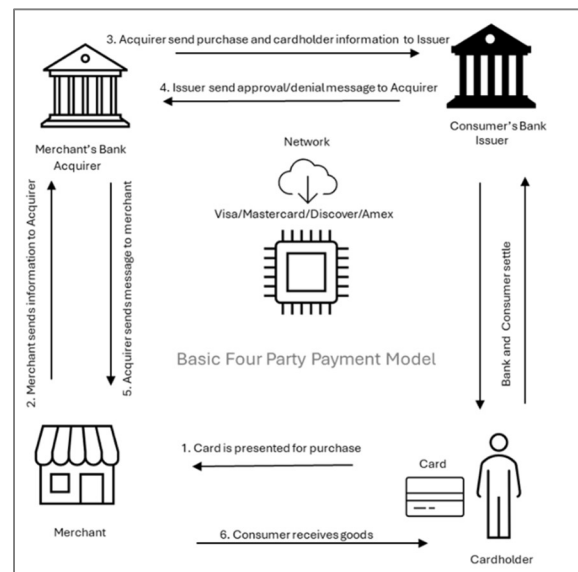 3. Acquirer send purchase and cardholder information to Issuer
4. Issuer send approval/denial message to Acquirer
Merchant's Bank
Acquirer
Consumer's Bank
Issuer
Network
Visa/Mastercard/Discover/Amex
2. Merchant sends information to Acquirer
5. Acquirer sends message to merchant
Bank and Consumer settle
Basic Four Party Payment Model
1. Card is presented for purchase
Card
Merchant
6. Consumer receives goods
Cardholder